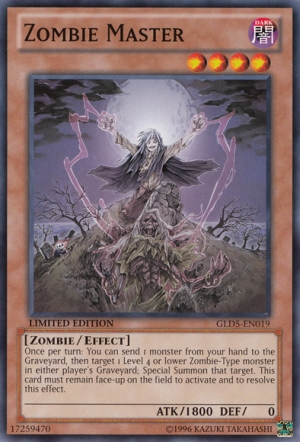 Zombie Master
DARK
闇
LIMITED EDITION
GLD5-EN019
[Zombie/Effect]
Once per turn: You can send 1 monster from your hand to the
Graveyard, then target 1 Level 4 or lower Zombie-Type monster
in either player's Graveyard; Special Summon that target. This
card must remain face-up on the field to activate and to resolve
this effect.
ATK/1800 DEF/ 0
17259470
©1996 KAZUKI TAKAHASHI